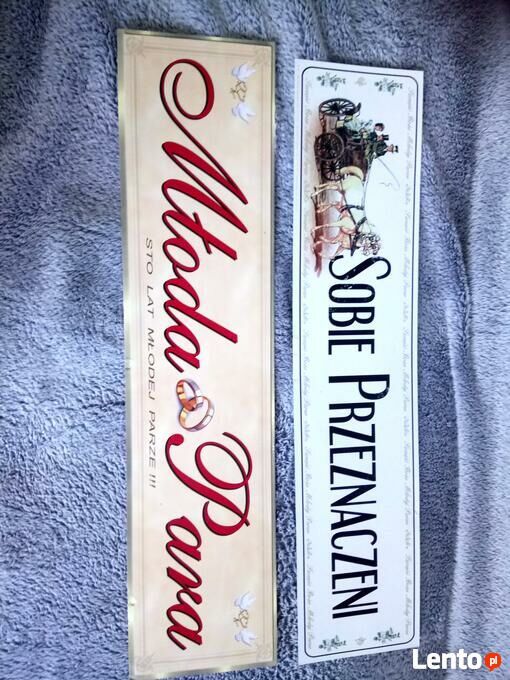 Młoda Para
STO LAT MŁODEJ PARZE !!!
SOBIE PRZEZNACZENI
Lento.pl